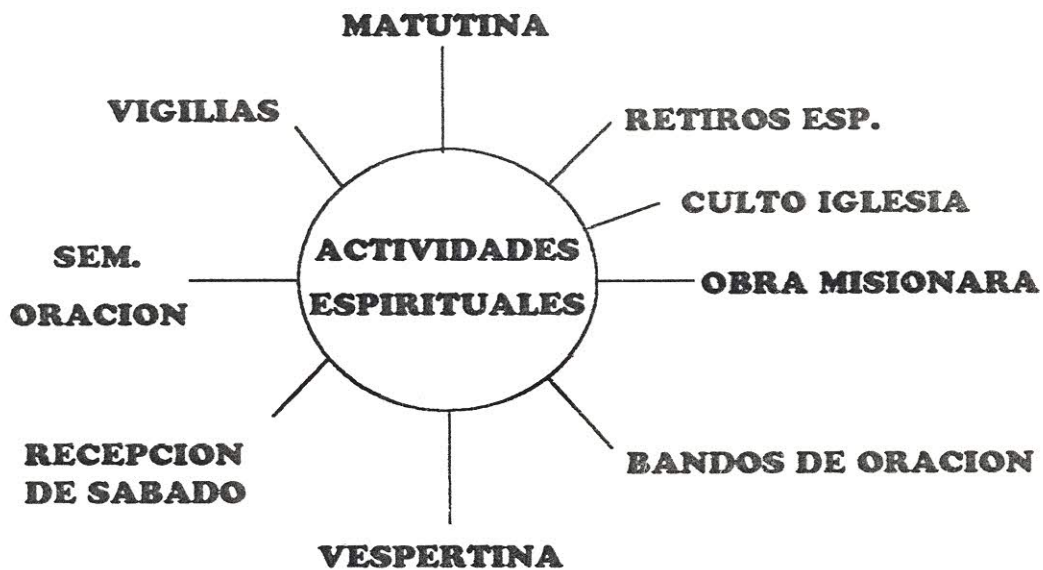 MATUTINA
VIGILIAS
RETIROS ESP.
CULTO IGLESIA
ACTIVIDADES
ESPIRITUALES
SEM.
ORACION
OBRA MISIONARA
RECEPCION
DE SABADO
BANDOS DE ORACION
VESPERTINA